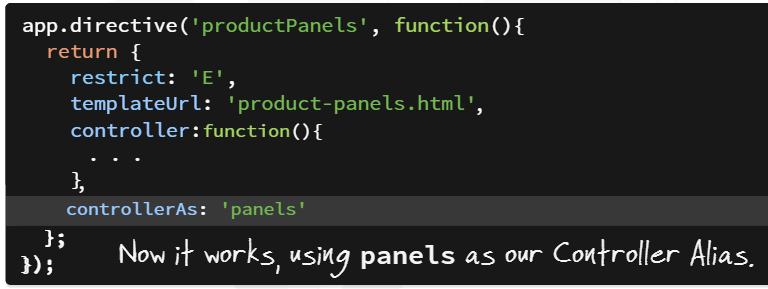 app.directive('productPanels', function(){
  return {
    restrict: 'E',
    templateUrl: 'product-panels.html',
    controller:function(){
      . . .
    },
    controllerAs: 'panels'
  };
});
Now it works, using panels as our Controller Alias.